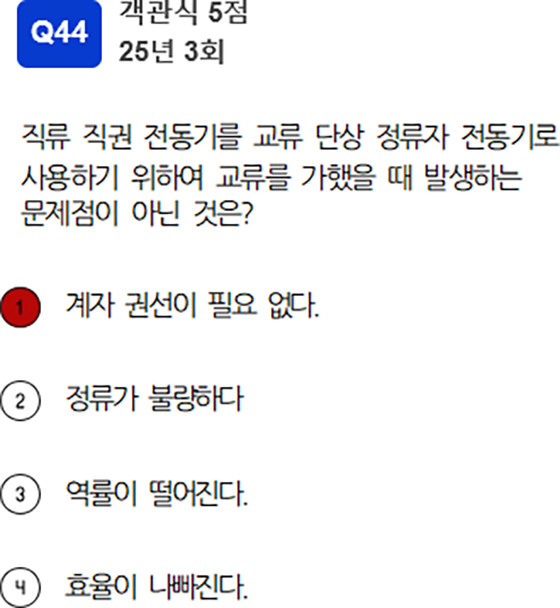 Q44
객관식 5점
25년 3회
직류 직권 전동기를 교류 단상 정류자 전동기로
사용하기 위하여 교류를 가했을 때 발생하는
문제점이 아닌 것은?
1 계자 권선이 필요 없다.
2 정류가 불량하다
3 역률이 떨어진다.
4 효율이 나빠진다.